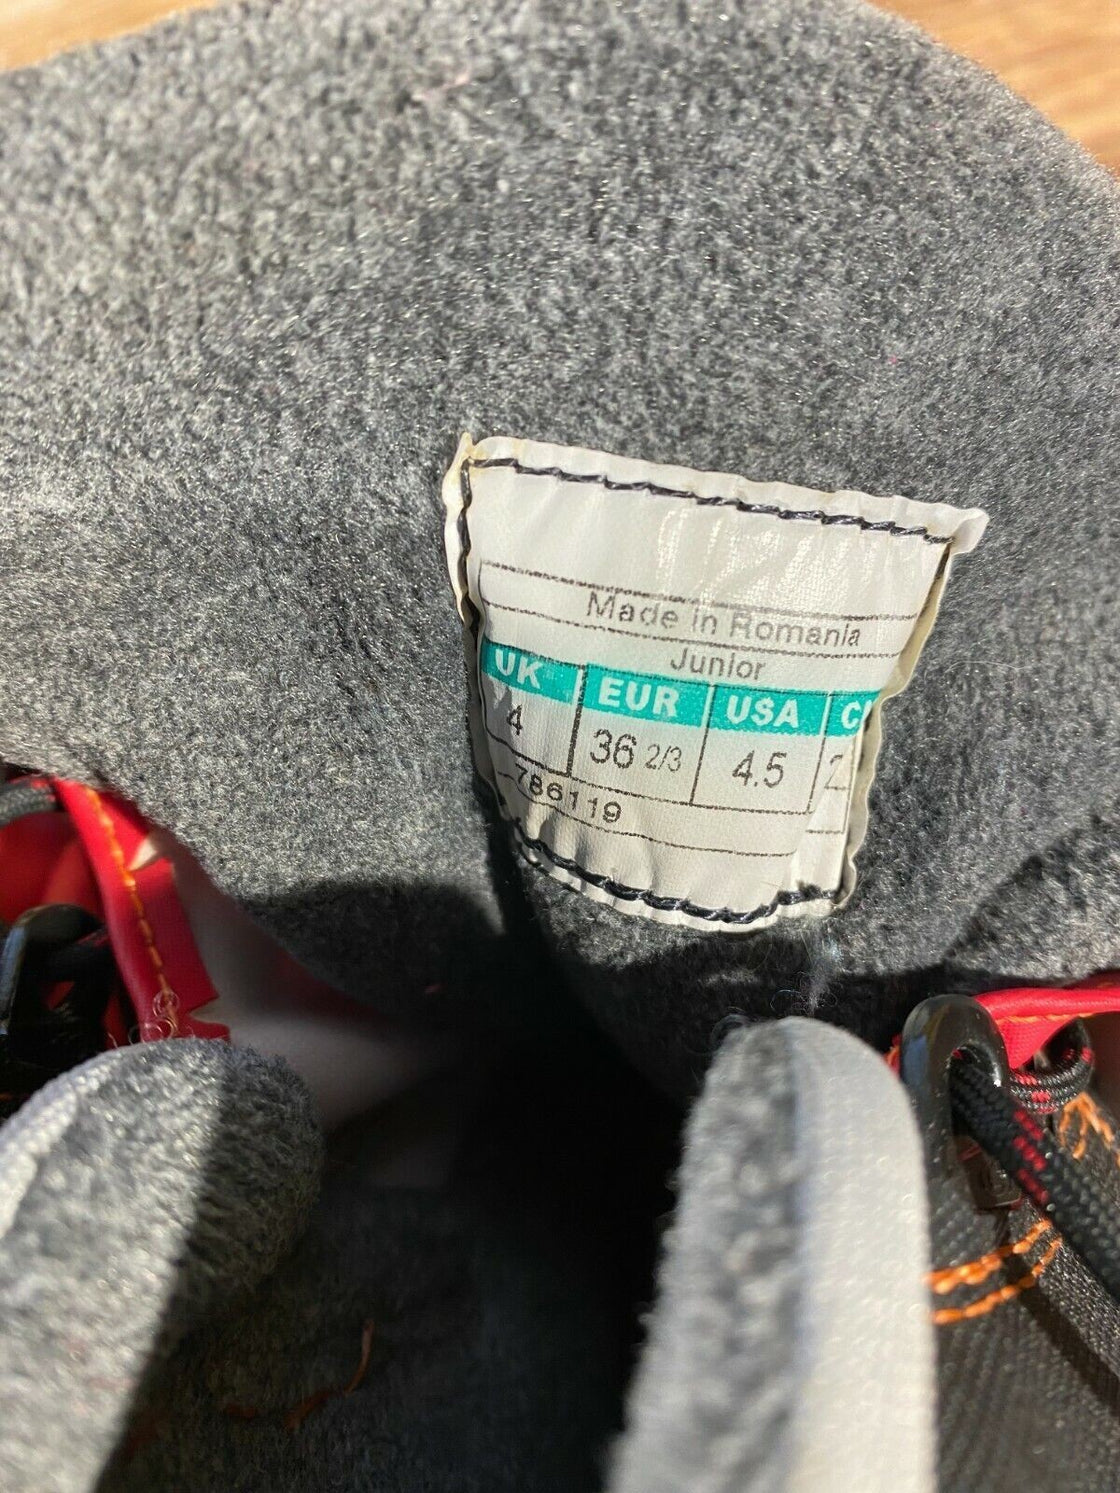 Made in Romania
Junior
UK EUR USA
4 36 2/3 4.5
786119